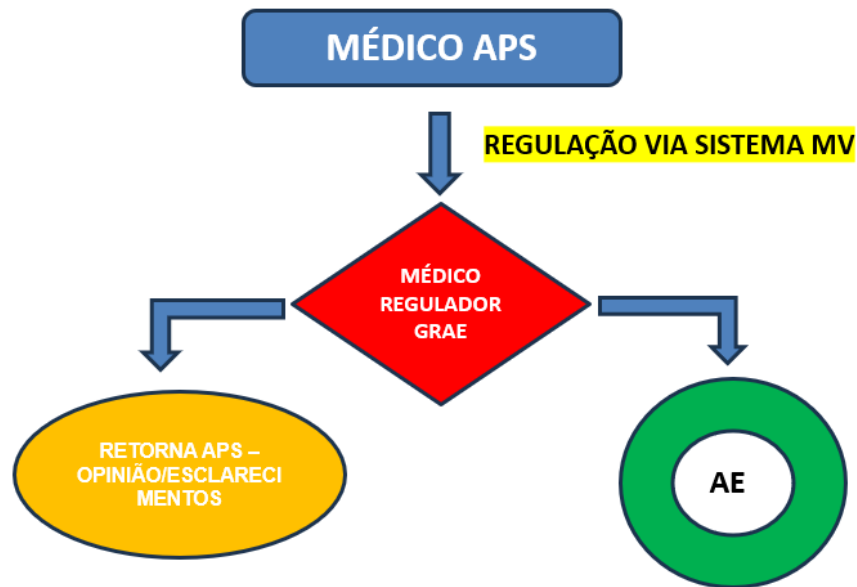 MÉDICO APS
REGULAÇÃO VIA SISTEMA MV
MÉDICO
REGULADOR
GRAE
RETORNA APS –
OPINIÃO/ESCLARECI
MENTOS
AE